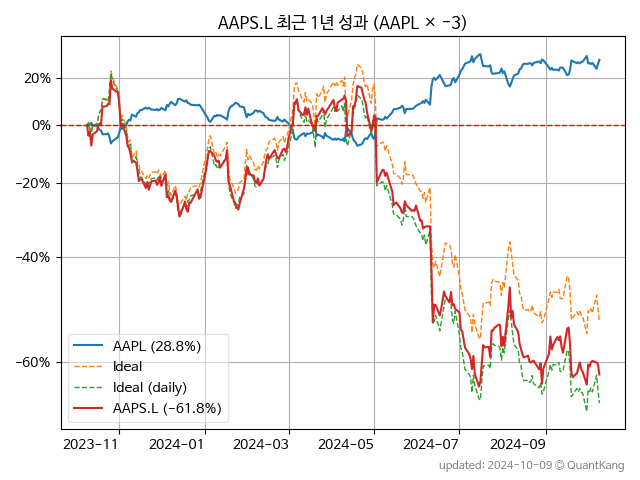 AAPS.L 최근 1년 성과 (AAPL × −3)
20%
0%
−20%
−40%
−60%
AAPL (28.8%)
Ideal
Ideal (daily)
AAPS.L (−61.8%)
2023-11
2024-01
2024-03
2024-05
2024-07
2024-09
updated: 2024-10-09 © QuantKang